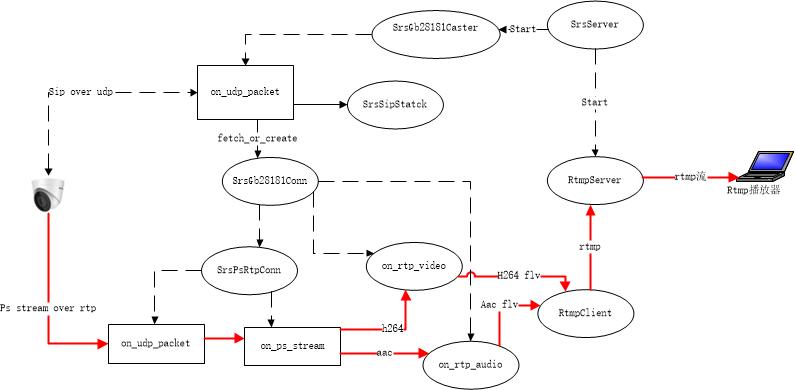 SrsGb28181Caster
Start
SrsServer
Sip over udp
on_udp_packet
SrsSipStatck
Start
fetch_or_create
SrsGb28181Conn
RtmpServer
rtmp流
Rtmp播放器
SrsPsRtpConn
on_rtp_video
rtmp
H264 flv
Ps stream over rtp
Aac flv
RtmpClient
on_udp_packet
on_ps_stream
h264
aac
on_rtp_audio